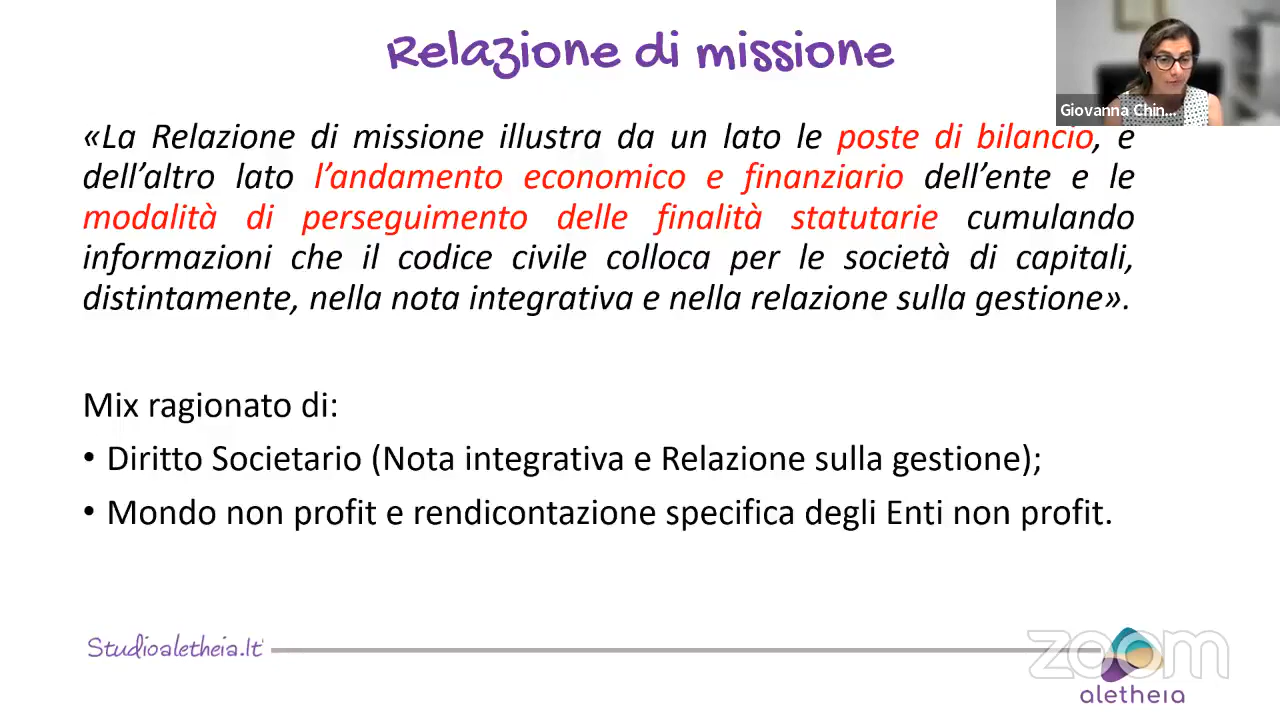 Relazione di missione
Giovanna Chin...
«La Relazione di missione illustra da un lato le poste di bilancio, e
dell’altro lato l’andamento economico e finanziario dell’ente e le
modalità di perseguimento delle finalità statutarie cumulando
informazioni che il codice civile colloca per le società di capitali,
distintamente, nella nota integrativa e nella relazione sulla gestione».
Mix ragionato di:
• Diritto Societario (Nota integrativa e Relazione sulla gestione);
• Mondo non profit e rendicontazione specifica degli Enti non profit.
Studioaletheia.it
zoom
aletheia